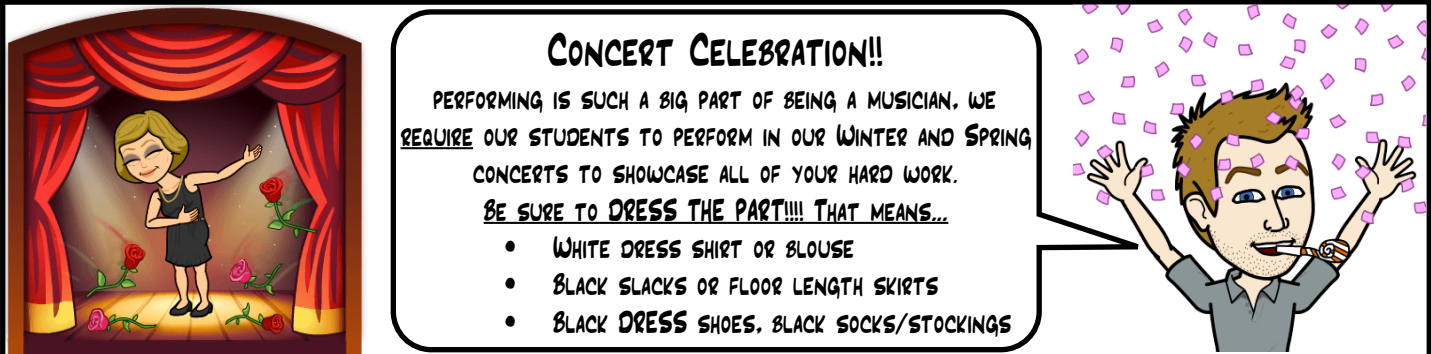 Concert Celebration!!
performing is such a big part of being a musician. we
require our students to perform in our Winter and Spring
concerts to showcase all of your hard work.
Be sure to DRESS THE PART!!!! That means...
• White dress shirt or blouse
• Black slacks or floor length skirts
• Black DRESS shoes, black socks/stockings